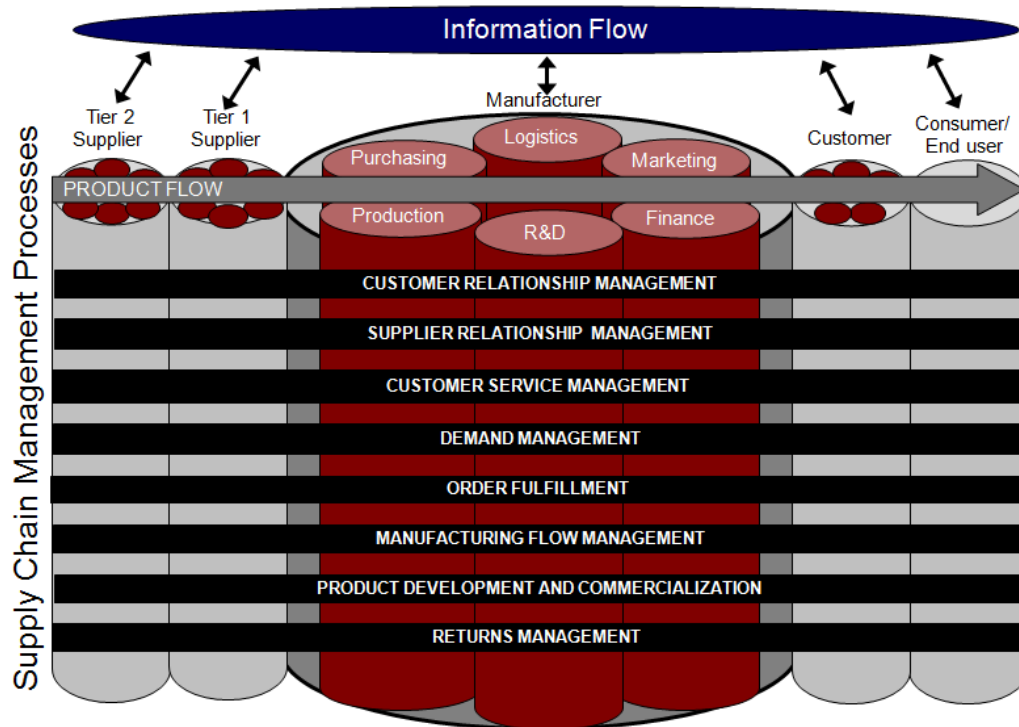 Information Flow
Tier 2
Supplier
Tier 1
Supplier
Manufacturer
Customer
Consumer/
End user
Logistics
Purchasing
Marketing
PRODUCT FLOW
Production
R&D
Finance
Supply Chain Management Processes
CUSTOMER RELATIONSHIP MANAGEMENT
SUPPLIER RELATIONSHIP MANAGEMENT
CUSTOMER SERVICE MANAGEMENT
DEMAND MANAGEMENT
ORDER FULFILLMENT
MANUFACTURING FLOW MANAGEMENT
PRODUCT DEVELOPMENT AND COMMERCIALIZATION
RETURNS MANAGEMENT